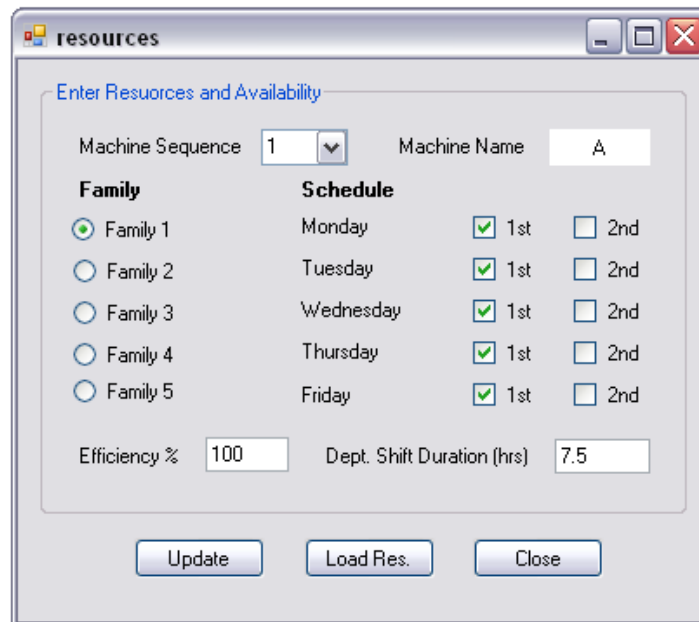 resources
Enter Resuorces and Availability
Machine Sequence 1 Machine Name A
Family Schedule
Family 1 Monday 1st 2nd
Family 2 Tuesday 1st 2nd
Family 3 Wednesday 1st 2nd
Family 4 Thursday 1st 2nd
Family 5 Friday 1st 2nd
Efficiency % 100 Dept. Shift Duration (hrs) 7.5
Update Load Res. Close